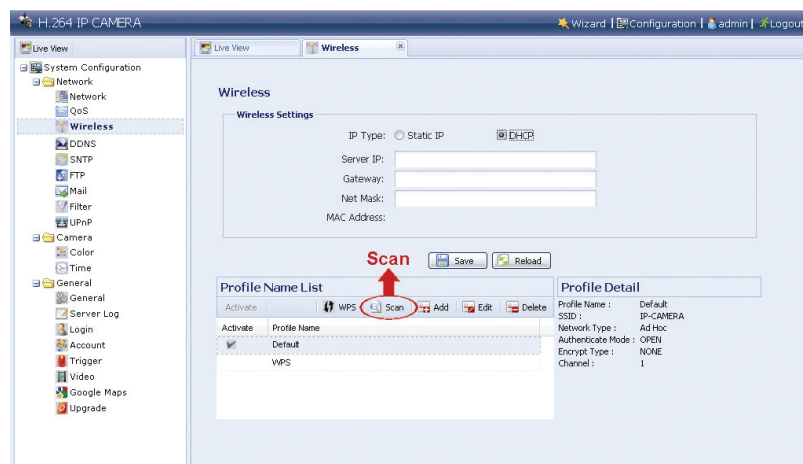 H.264 IP CAMERA
Wizard | Configuration | admin | Logout
Live View
System Configuration
Network
Network
QoS
Wireless
DDNS
SNTP
FTP
Mail
Filter
UPnP
Camera
Color
Time
General
General
Server Log
Login
Account
Trigger
Video
Google Maps
Upgrade
Live View
Wireless
Wireless
Wireless Settings
IP Type: Static IP DHCP
Server IP:
Gateway:
Net Mask:
MAC Address:
Scan
Save Reload
Profile Name List
Activate WPS Scan Add Edit Delete
Activate Profile Name
Default
WPS
Profile Detail
Profile Name : Default
SSID : IP-CAMERA
Network Type : Ad Hoc
Authenticate Mode : OPEN
Encrypt Type : NONE
Channel : 1